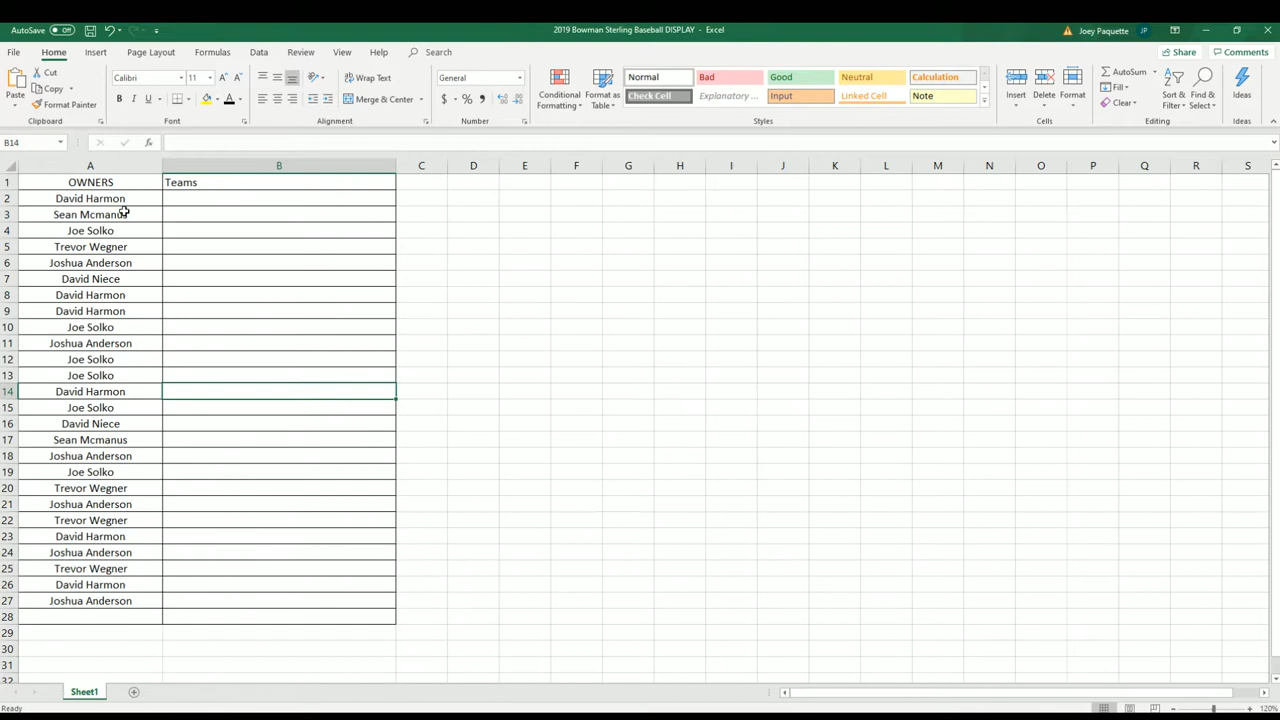 AutoSave Off
2019 Bowman Sterling Baseball DISPLAY - Excel
Joey Paquette JP
File Home Insert Page Layout Formulas Data Review View Help Search
Share Comments
Paste
Cut
Copy
Format Painter
Clipboard
Calibri 11
B I U
A
Font
Wrap Text
Merge & Center
Alignment
General
$ % ,
Number
Conditional Formatting
Format as Table
Normal Bad Good Neutral Calculation
Check Cell Explanatory ... Input Linked Cell Note
Styles
Insert Delete Format
Cells
AutoSum
Fill
Clear
Sort & Filter
Find & Select
Editing
Ideas
Ideas
B14
fx
A B C D E F G H I J K L M N O P Q R S
1 OWNERS Teams
2 David Harmon
3 Sean Mcmanus
4 Joe Solko
5 Trevor Wegner
6 Joshua Anderson
7 David Niece
8 David Harmon
9 David Harmon
10 Joe Solko
11 Joshua Anderson
12 Joe Solko
13 Joe Solko
14 David Harmon
15 Joe Solko
16 David Niece
17 Sean Mcmanus
18 Joshua Anderson
19 Joe Solko
20 Trevor Wegner
21 Joshua Anderson
22 Trevor Wegner
23 David Harmon
24 Joshua Anderson
25 Trevor Wegner
26 David Harmon
27 Joshua Anderson
28
29
30
31
32
Sheet1
Ready
120%